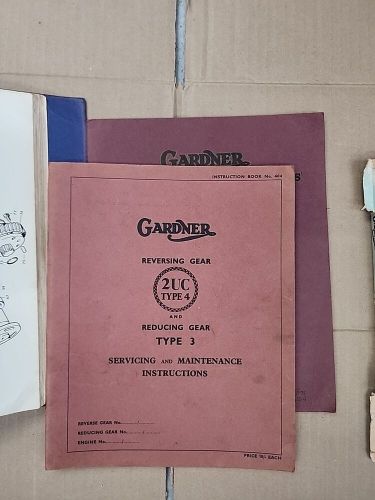 GARDNER
INSTRUCTION BOOK No. 604
GARDNER
REVERSING GEAR
2UC
TYPE 4
AND
REDUCING GEAR
TYPE 3
SERVICING AND MAINTENANCE
INSTRUCTIONS
REVERSE GEAR No.
REDUCING GEAR No.
ENGINE No.
EACH